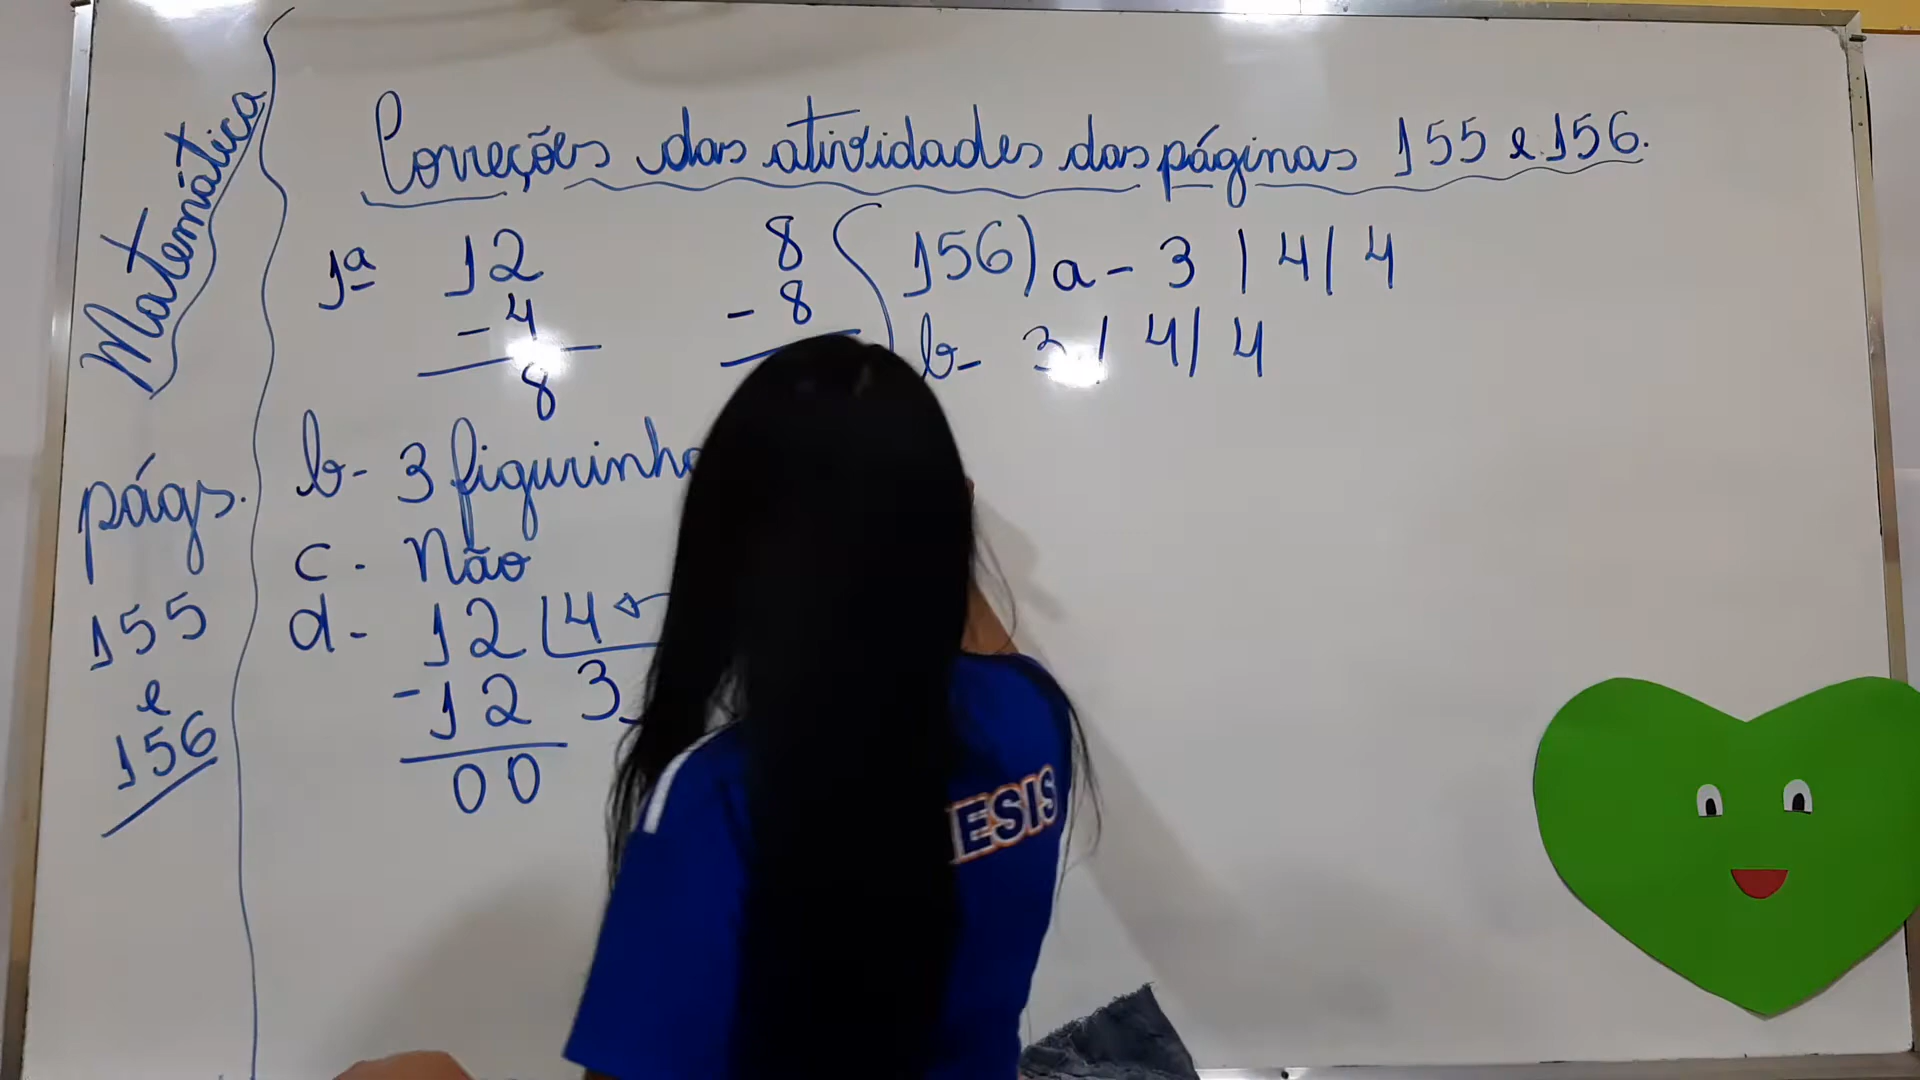 Matemática
págs.
155
e
156
Correções das atividades das páginas 155 e 156.
1ª 12 8
- 4 - 8
8
b- 3
c. Não
d- 12 4
-12 3
00
156) a- 3 | 4 | 4
b- 3 | 4 | 4
ESIS